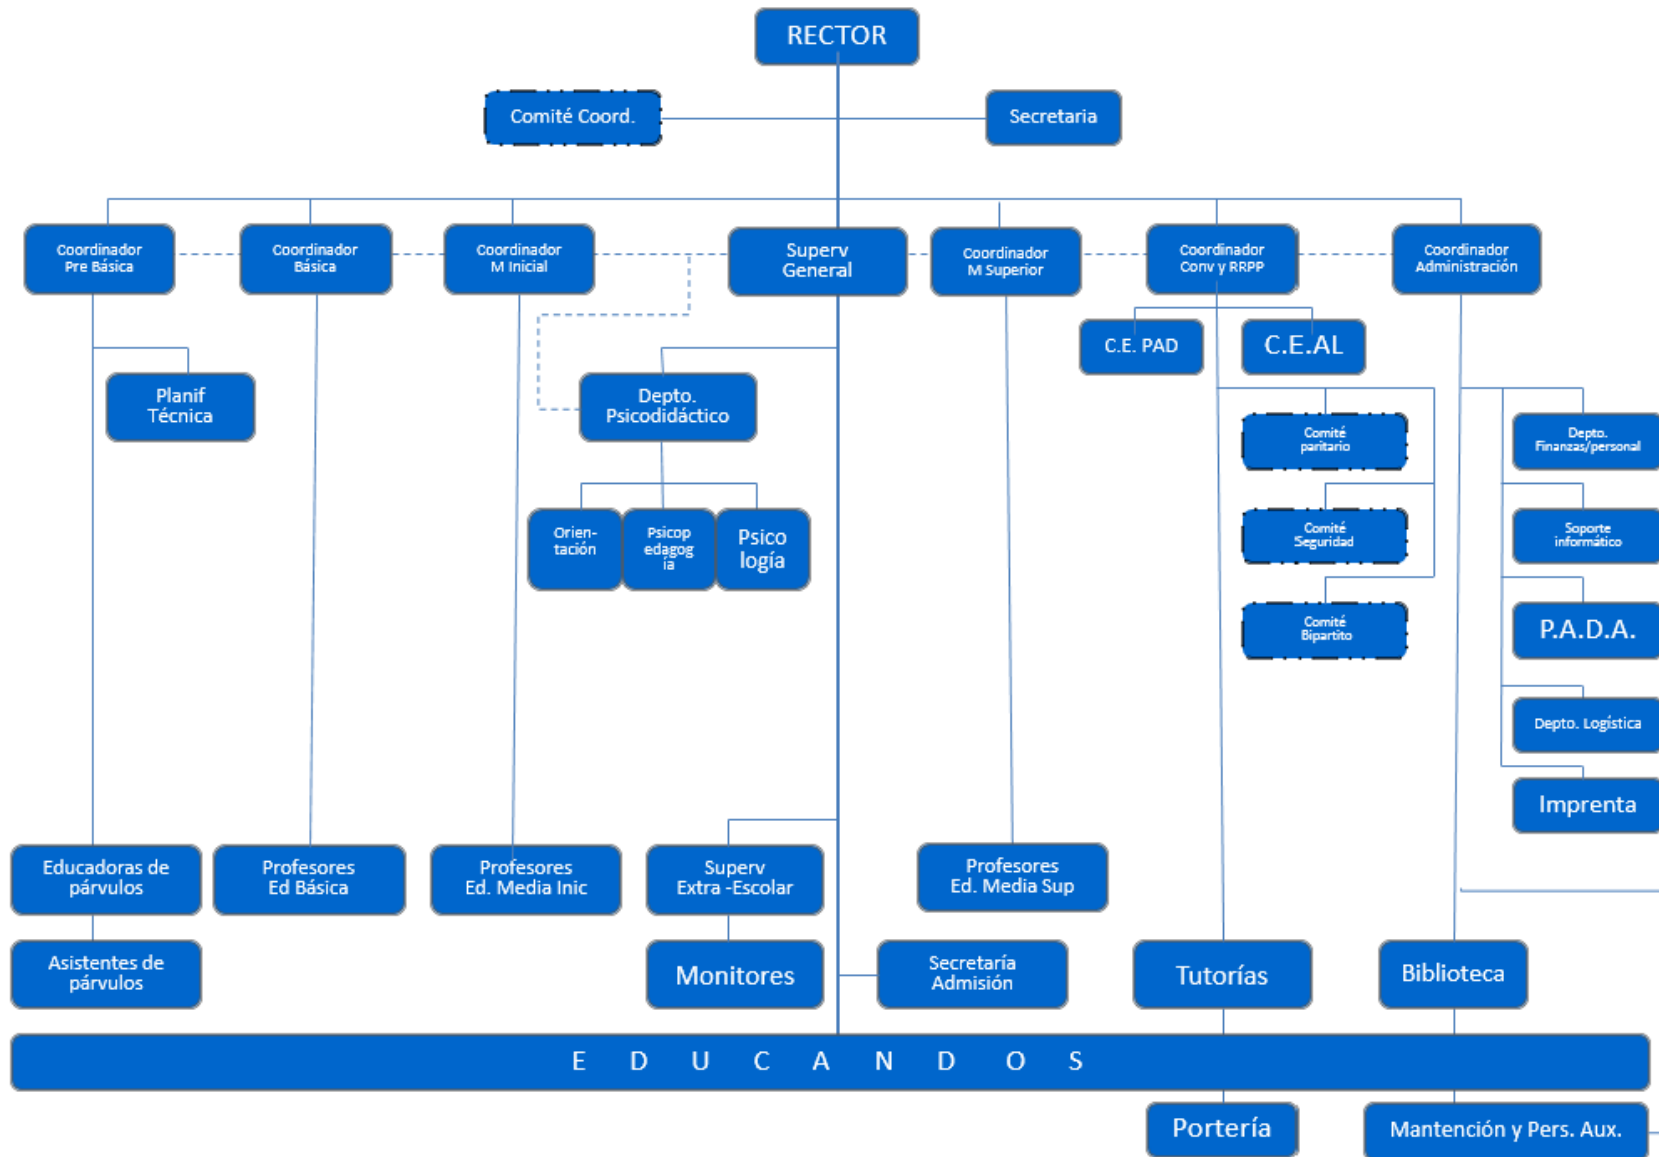 RECTOR
Comité Coord.
Secretaria
Coordinador
Pre Básica
Coordinador
Básica
Coordinador
M Inicial
Superv
General
Coordinador
M Superior
Coordinador
Conv y RRPP
Coordinador
Administración
C.E. PAD
C.E.AL
Planif
Técnica
Depto.
Psicodidáctico
Comité
paritario
Depto.
Finanzas/personal
Orien-
tación
Psicop
edagog
ía
Psico
logía
Comité
Seguridad
Soporte
informático
Comité
Bipartito
P.A.D.A.
Depto. Logística
Imprenta
Educadoras de
párvulos
Profesores
Ed Básica
Profesores
Ed. Media Inic
Superv
Extra -Escolar
Profesores
Ed. Media Sup
Asistentes de
párvulos
Monitores
Secretaría
Admisión
Tutorías
Biblioteca
E D U C A N D O S
Portería
Mantención y Pers. Aux.